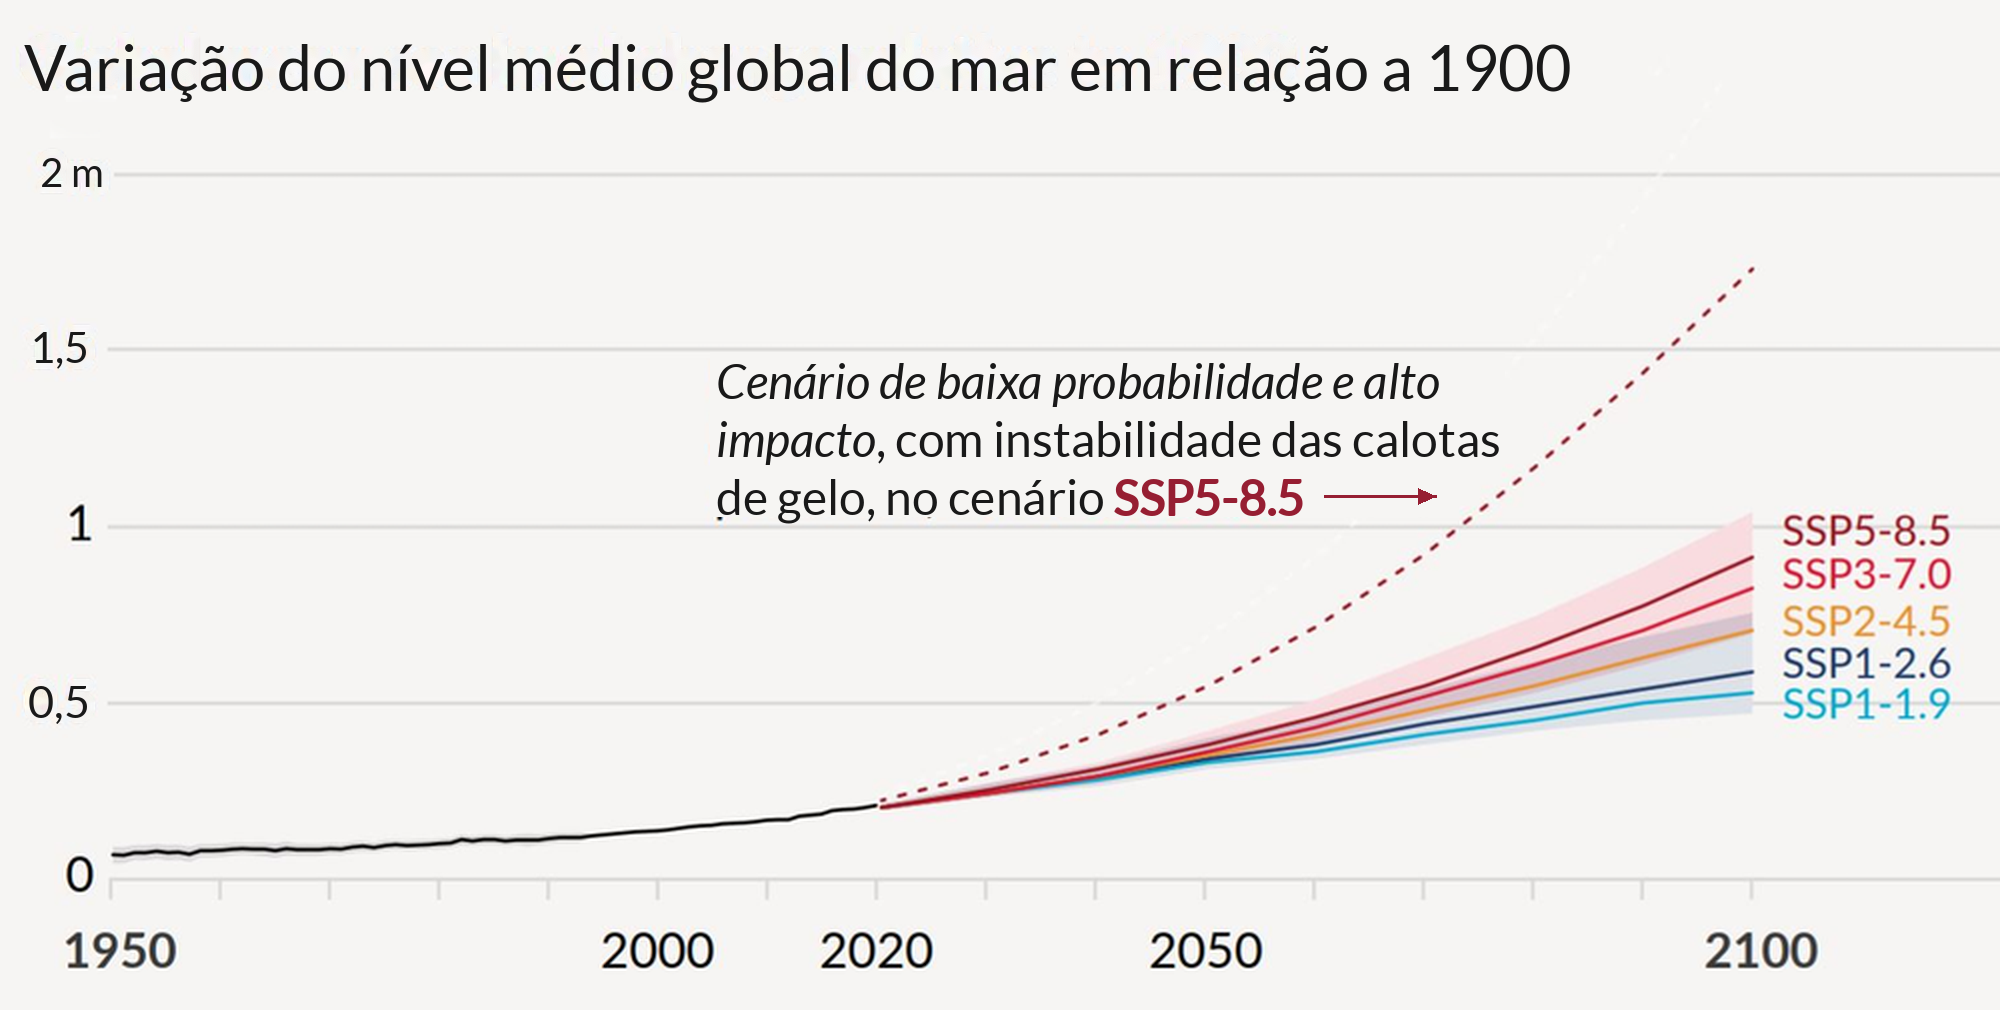 Variação do nível médio global do mar em relação a 1900
2 m
1,5
Cenário de baixa probabilidade e alto
impacto, com instabilidade das calotas
de gelo, no cenário SSP5-8.5
1
SSP5-8.5
SSP3-7.0
SSP2-4.5
SSP1-2.6
SSP1-1.9
0,5
0
1950
2000
2020
2050
2100